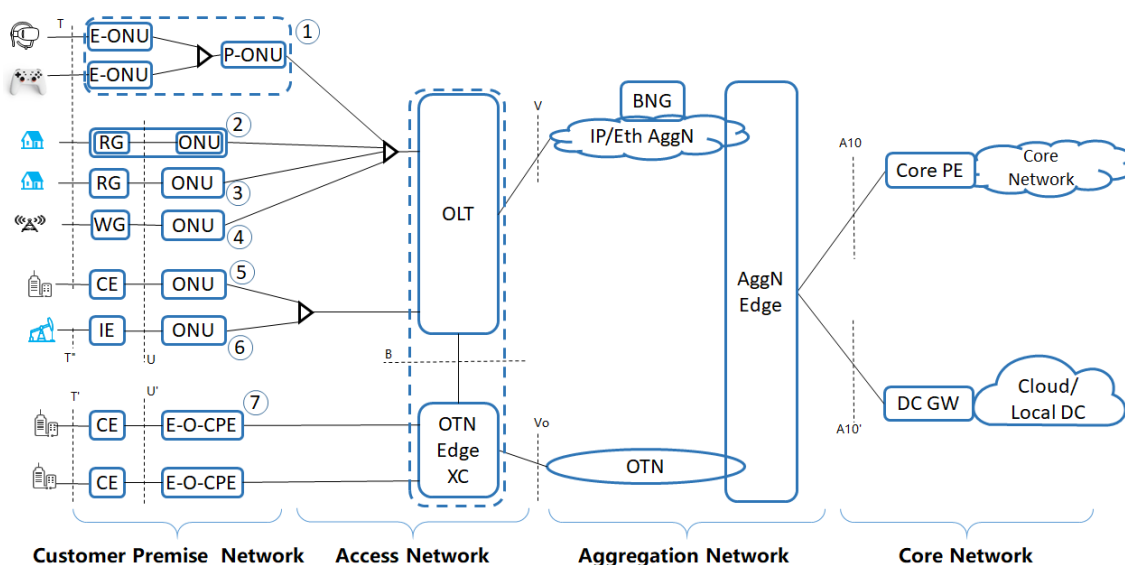 T
E-ONU
1
P-ONU
E-ONU
V
BNG
IP/Eth AggN
2
RG
ONU
RG
ONU
3
WG
ONU
4
OLT
A10
Core PE
Core
Network
CE
ONU
5
IE
ONU
6
T"
U
B
AggN
Edge
T'
U'
7
CE
E-O-CPE
CE
E-O-CPE
OTN
Edge
XC
Vo
OTN
DC GW
Cloud/
Local DC
A10'
Customer Premise Network
Access Network
Aggregation Network
Core Network